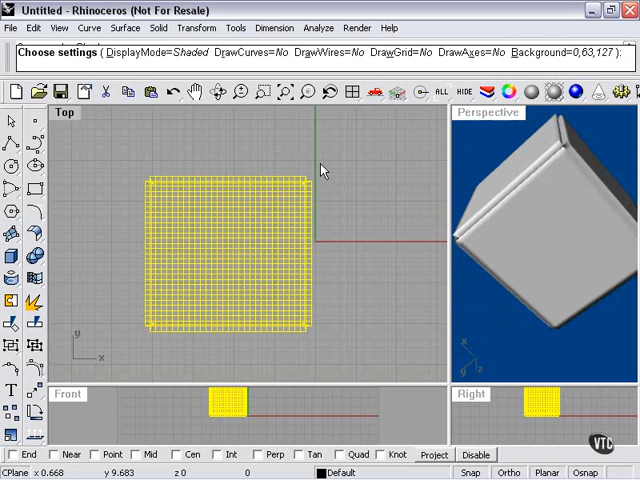 Untitled - Rhinoceros (Not For Resale)
File Edit View Curve Surface Solid Transform Tools Dimension Analyze Render Help
Choose settings ( DisplayMode=Shaded DrawCurves=No DrawWires=No DrawGrid=No DrawAxes=No Background=0,63,127 ):
ALL HIDE
Top
Perspective
y
x
x
y
z
T
Front
Right
VTC
End Near Point Mid Cen Int Perp Tan Quad Knot Project Disable
CPlane x 0.668 y 9.683 z 0 0 Default Snap Ortho Planar Osnap